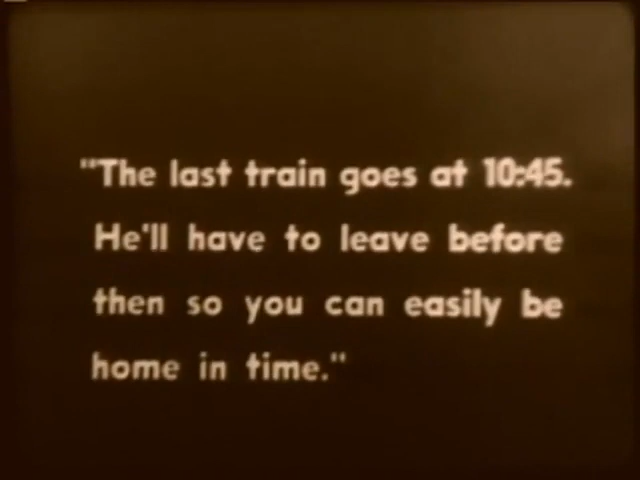 "The last train goes at 10:45.
He'll have to leave before
then so you can easily be
home in time."